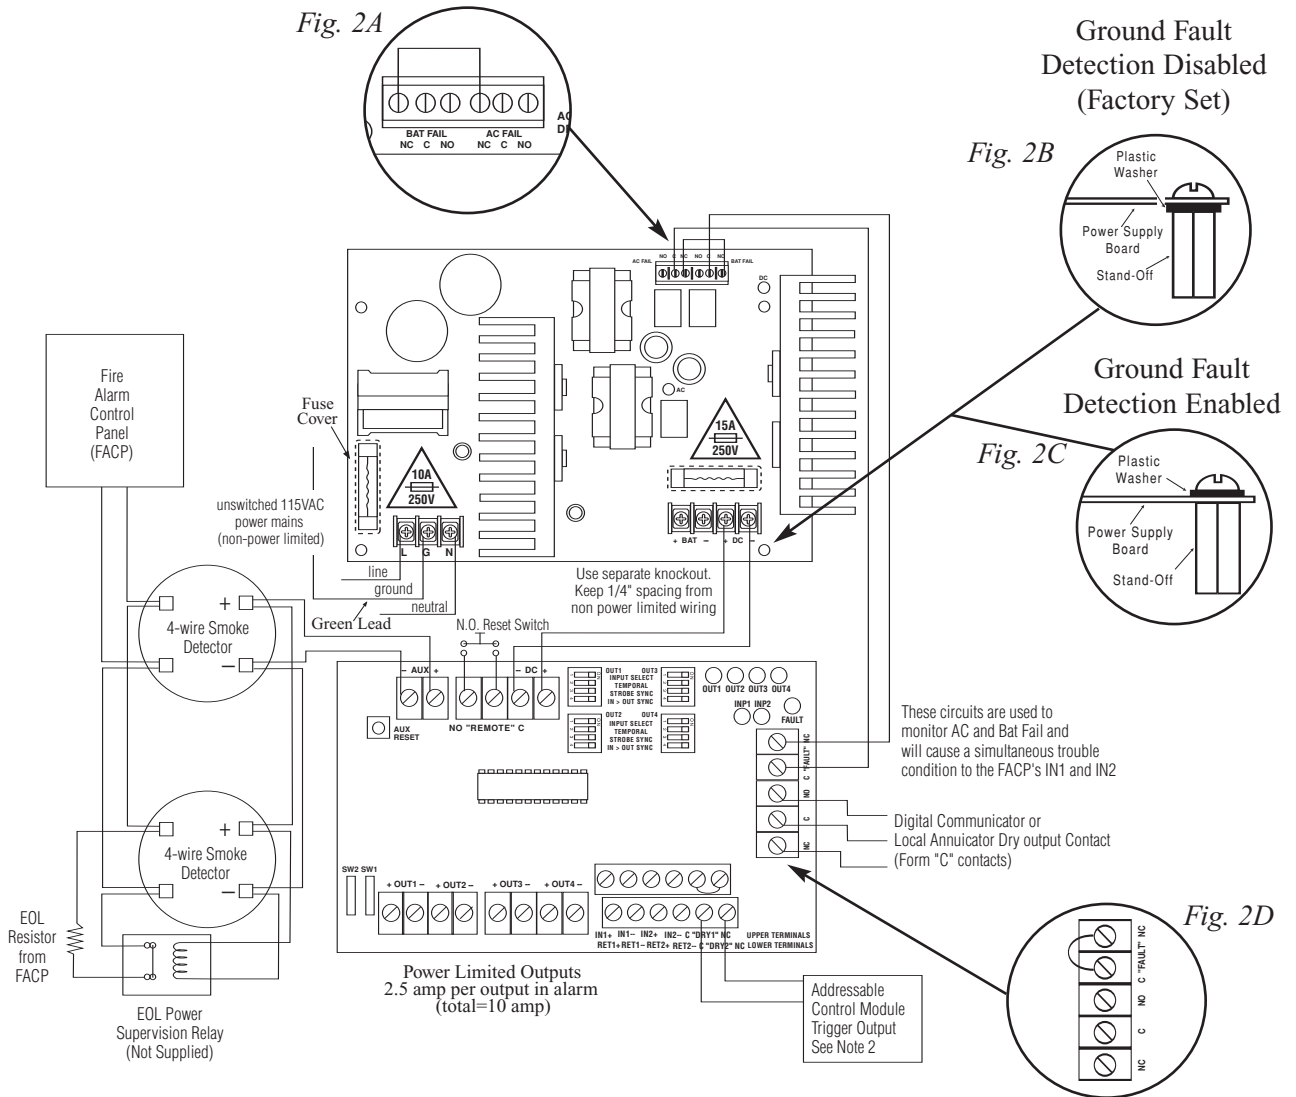 Fig. 2A
BAT FAIL
NC C NO
AC FAIL
NC C NO
Ground Fault
Detection Disabled
(Factory Set)
Fig. 2B
Plastic
Washer
Power Supply
Board
Stand-Off
Ground Fault
Detection Enabled
Fig. 2C
Plastic
Washer
Power Supply
Board
Stand-Off
AC FAIL
NO C NC NO C NC
BAT FAIL
DC
AC
Fire
Alarm
Control
Panel
(FACP)
Fuse
Cover
10A
250V
15A
250V
unswitched 115VAC
power mains
(non-power limited)
L G N
+ BAT – + DC –
line
ground
neutral
Green Lead
Use separate knockout.
Keep 1/4" spacing from
non power limited wiring
N.O. Reset Switch
4-wire Smoke
Detector
+
–
– AUX +
– DC +
AUX
RESET
NO "REMOTE" C
OUT1 OUT3
INPUT SELECT
TEMPORAL
STROBE SYNC
IN > OUT SYNC
OUT2 OUT4
INPUT SELECT
TEMPORAL
STROBE SYNC
IN > OUT SYNC
OUT1 OUT2 OUT3 OUT4
INP1 INP2
FAULT
C "FAULT" NC
NO
C
NC
These circuits are used to
monitor AC and Bat Fail and
will cause a simultaneous trouble
condition to the FACP's IN1 and IN2
Digital Communicator or
Local Annuicator Dry output Contact
(Form "C" contacts)
4-wire Smoke
Detector
+
–
SW2 SW1
+ OUT1 – + OUT2 – + OUT3 – + OUT4 –
IN1+ IN1– IN2+ IN2– C "DRY1" NC UPPER TERMINALS
RET1+ RET1– RET2+ RET2– C "DRY2" NC LOWER TERMINALS
EOL
Resistor
from
FACP
EOL Power
Supervision Relay
(Not Supplied)
Power Limited Outputs
2.5 amp per output in alarm
(total=10 amp)
Addressable
Control Module
Trigger Output
See Note 2
Fig. 2D
C "FAULT" NC
NO
C
NC